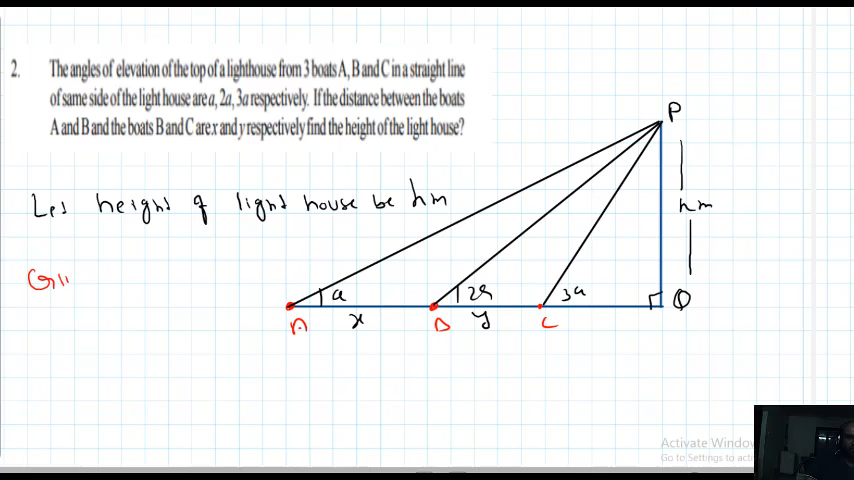 2. The angles of elevation of the top of a lighthouse from 3 boats A, B and C in a straight line
of same side of the light house are a, 2a, 3a respectively. If the distance between the boats
A and B and the boats B and C are x and y respectively find the height of the light house?
P
Let height of light house be hm
hm
a
2a
3a
Q
A
x
B
y
C
Activate Window
Go to Settings to acti